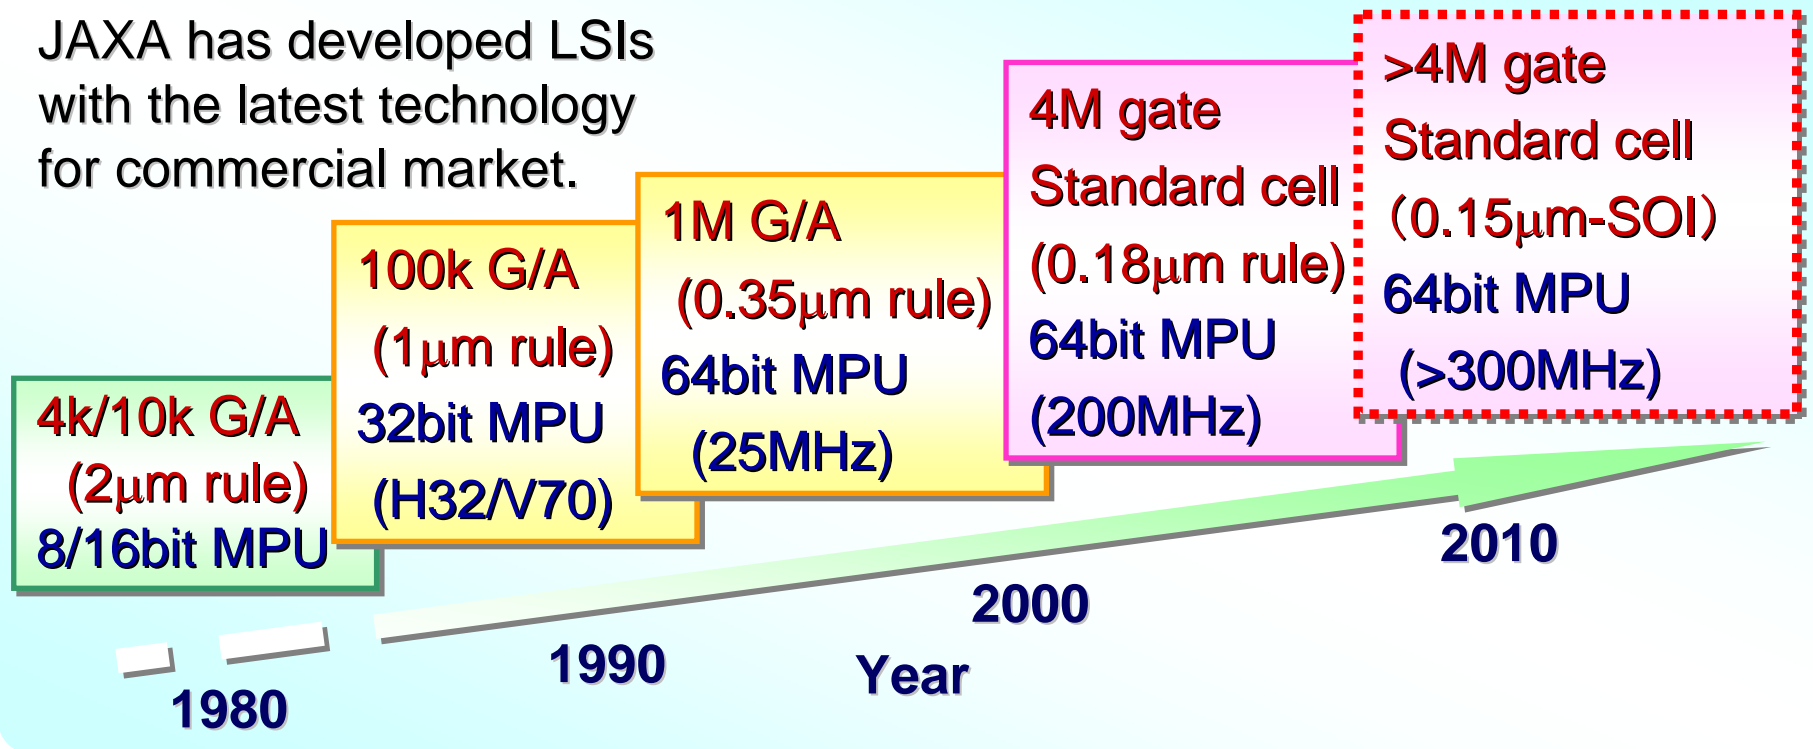 JAXA has developed LSIs
with the latest technology
for commercial market.
4k/10k G/A
(2μm rule)
8/16bit MPU
100k G/A
(1μm rule)
32bit MPU
(H32/V70)
1M G/A
(0.35μm rule)
64bit MPU
(25MHz)
4M gate
Standard cell
(0.18μm rule)
64bit MPU
(200MHz)
>4M gate
Standard cell
（0.15μm-SOI）
64bit MPU
(>300MHz)
1980
1990
2000
2010
Year